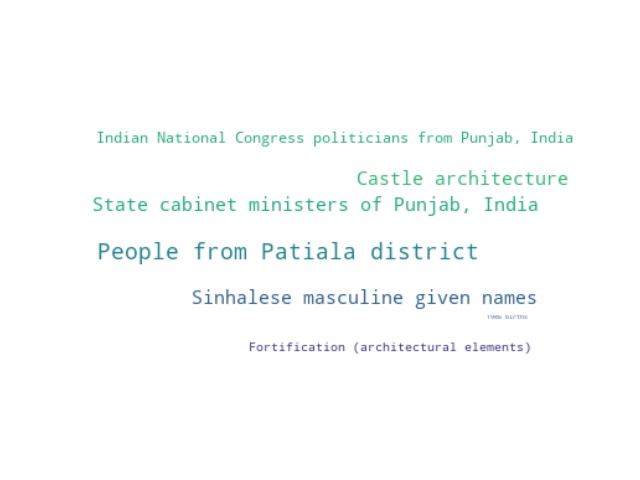 Indian National Congress politicians from Punjab, India
Castle architecture
State cabinet ministers of Punjab, India
People from Patiala district
Sinhalese masculine given names
births
Fortification (architectural elements)